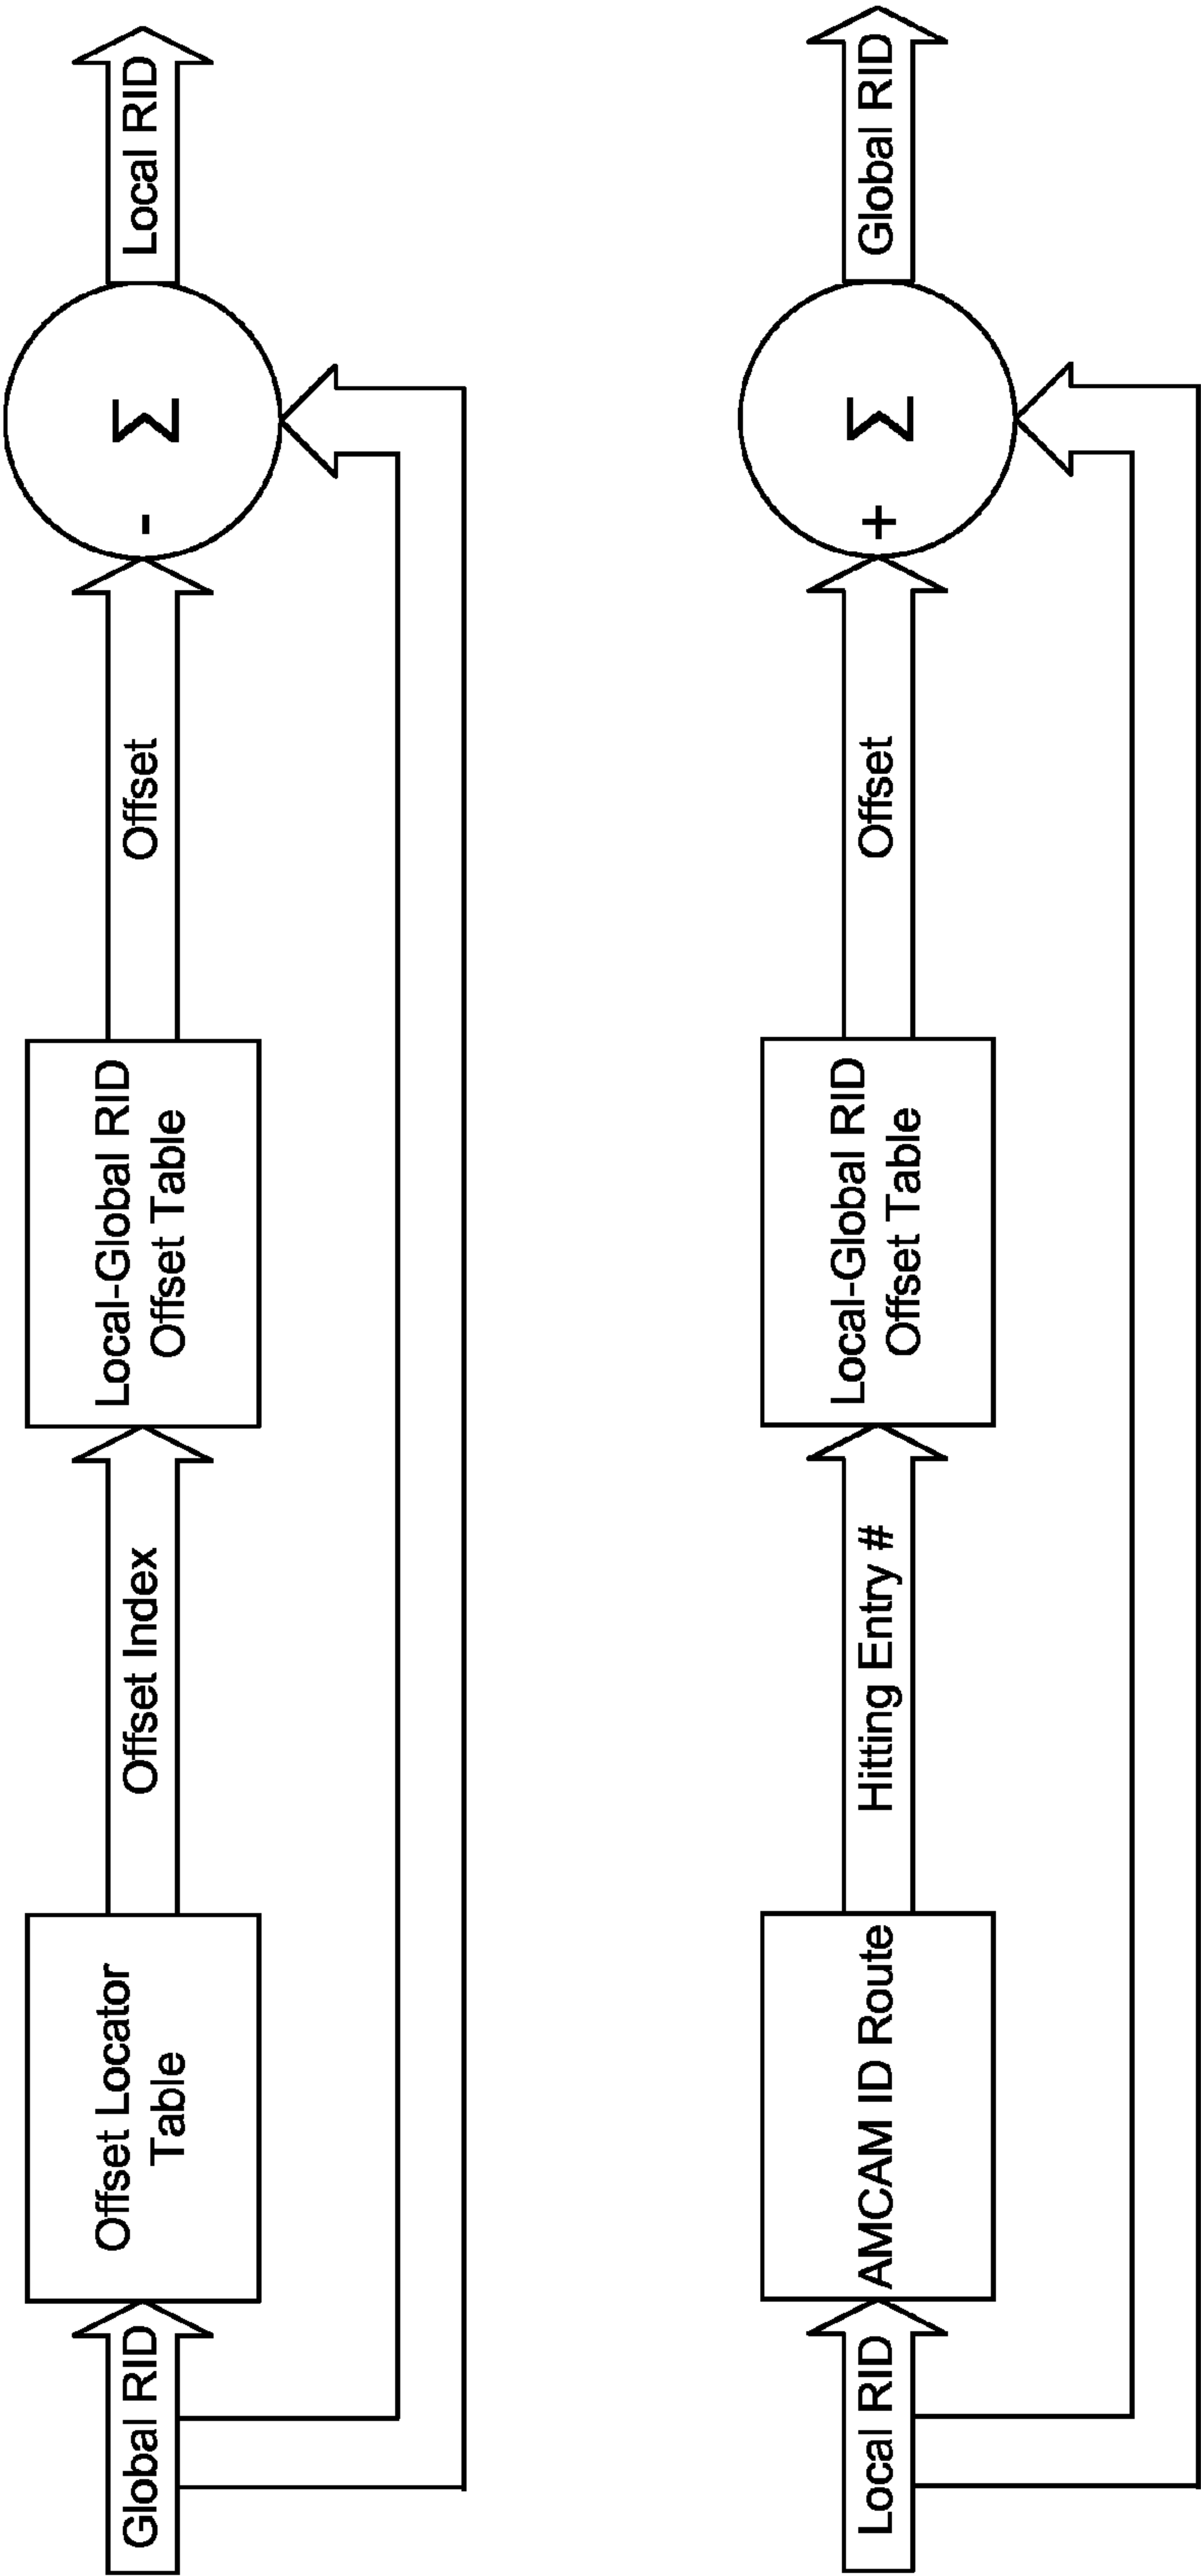 Global RID
Offset Locator
Table
Offset Index
Local-Global RID
Offset Table
Offset
-
Σ
Local RID
Local RID
AMCAM ID Route
Hitting Entry #
Local-Global RID
Offset Table
Offset
+
Σ
Global RID